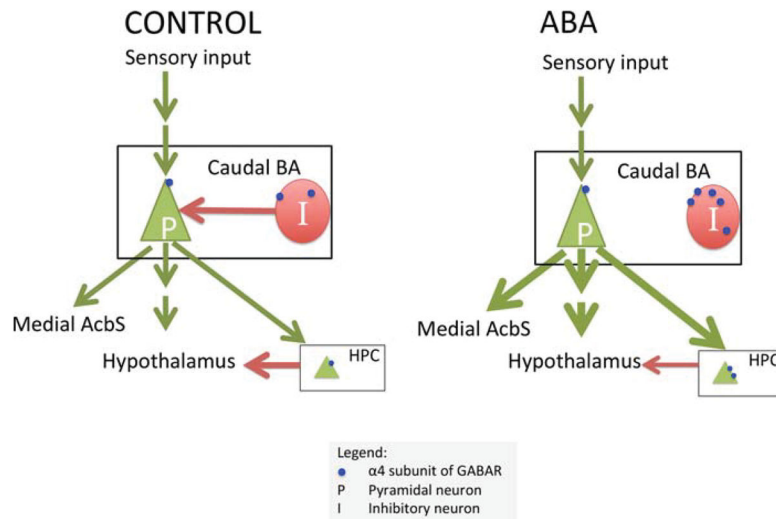 CONTROL
Sensory input
Caudal BA
P
I
Medial AcbS
Hypothalamus
HPC
ABA
Sensory input
Caudal BA
P
I
Medial AcbS
Hypothalamus
HPC
Legend:
α4 subunit of GABAR
P Pyramidal neuron
I Inhibitory neuron